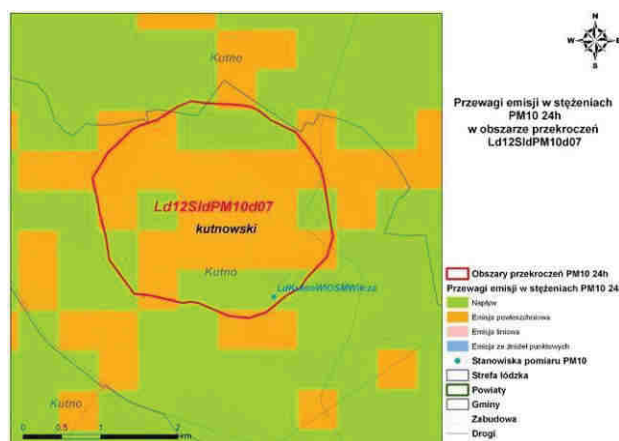 Kutno
Ld12SldPM10d07
kutnowski
Kutno
Kutno
0 0.5 1 2
km
N
W E
S
Przewagi emisji w stężeniach
PM10 24h
w obszarze przekroczeń
Ld12SldPM10d07
Obszary przekroczeń PM10 24h
Przewagi emisji w stężeniach PM10 24
Napływ
Emisja powierzchniowa
Emisja liniowa
Emisja ze źródeł punktowych
Stanowiska pomiaru PM10
Strefa łódzka
Powiaty
Gminy
Zabudowa
Drogi